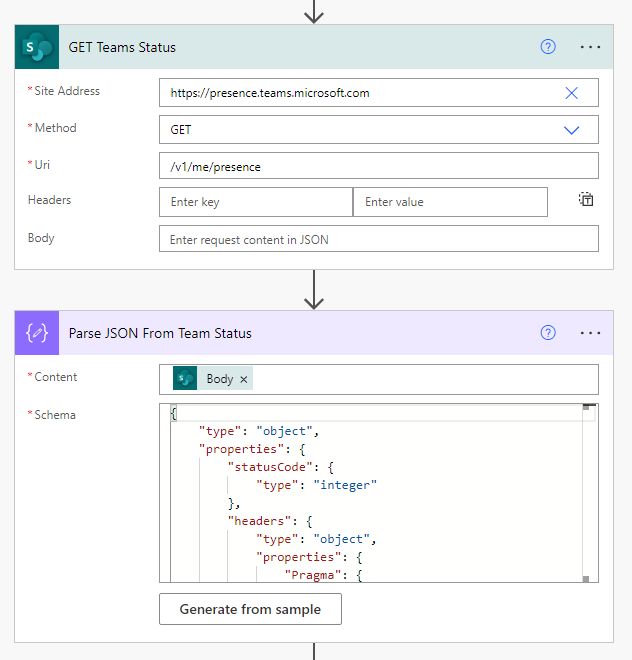 GET Teams Status
* Site Address
https://presence.teams.microsoft.com
* Method
GET
* Uri
/v1/me/presence
Headers
Enter key
Enter value
Body
Enter request content in JSON
Parse JSON From Team Status
* Content
Body
* Schema
{
"type": "object",
"properties": {
"statusCode": {
"type": "integer"
},
"headers": {
"type": "object",
"properties": {
"Pragma": {
Generate from sample